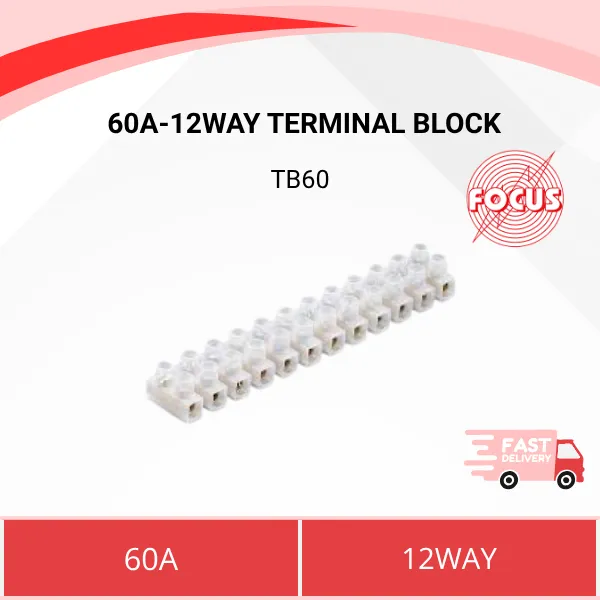 60A-12WAY TERMINAL BLOCK
TB60
FOCUS
FAST
DELIVERY
60A
12WAY